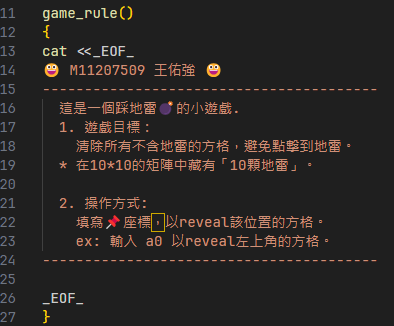 11 game_rule()
12 {
13 cat <<_EOF_
14 😀 M11207509 王佑強 😀
15 ----------------------------------------
16   這是一個踩地雷💣的小遊戲.
17   1. 遊戲目標：
18     清除所有不含地雷的方格，避免點擊到地雷。
19   * 在10*10的矩陣中藏有「10顆地雷」。
20
21   2. 操作方式:
22     填寫📌座標，以reveal該位置的方格。
23     ex: 輸入 a0 以reveal左上角的方格。
24 ----------------------------------------
25
26 _EOF_
27 }